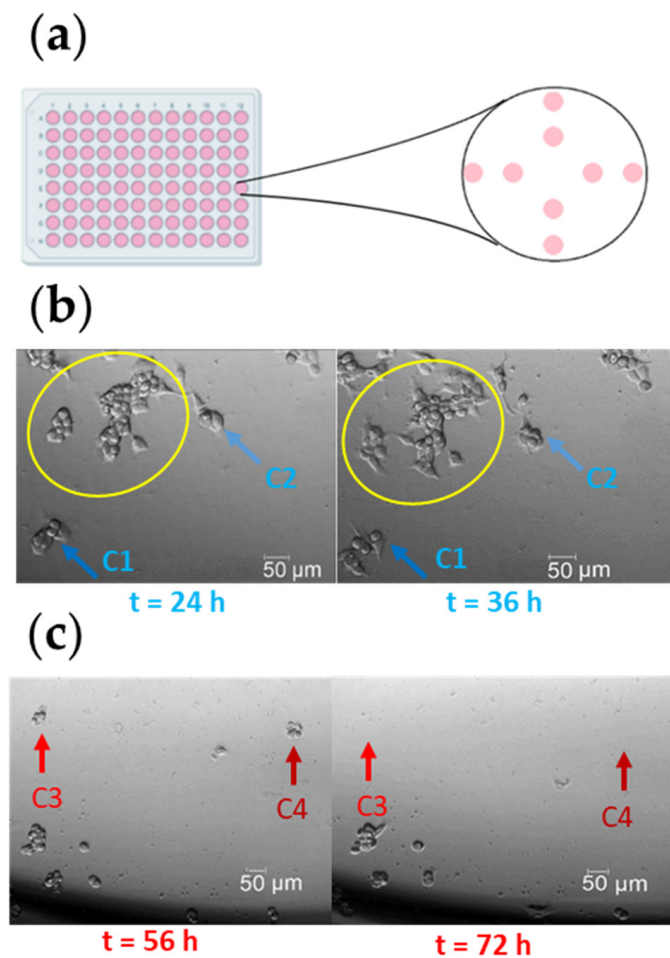 (a)
1 2 3 4 5 6 7 8 9 10 11 12
A
B
C
D
E
F
G
H
(b)
C2
C2
C1
C1
50 µm
50 µm
t = 24 h
t = 36 h
(c)
C3
C4
C3
C4
50 µm
50 µm
t = 56 h
t = 72 h